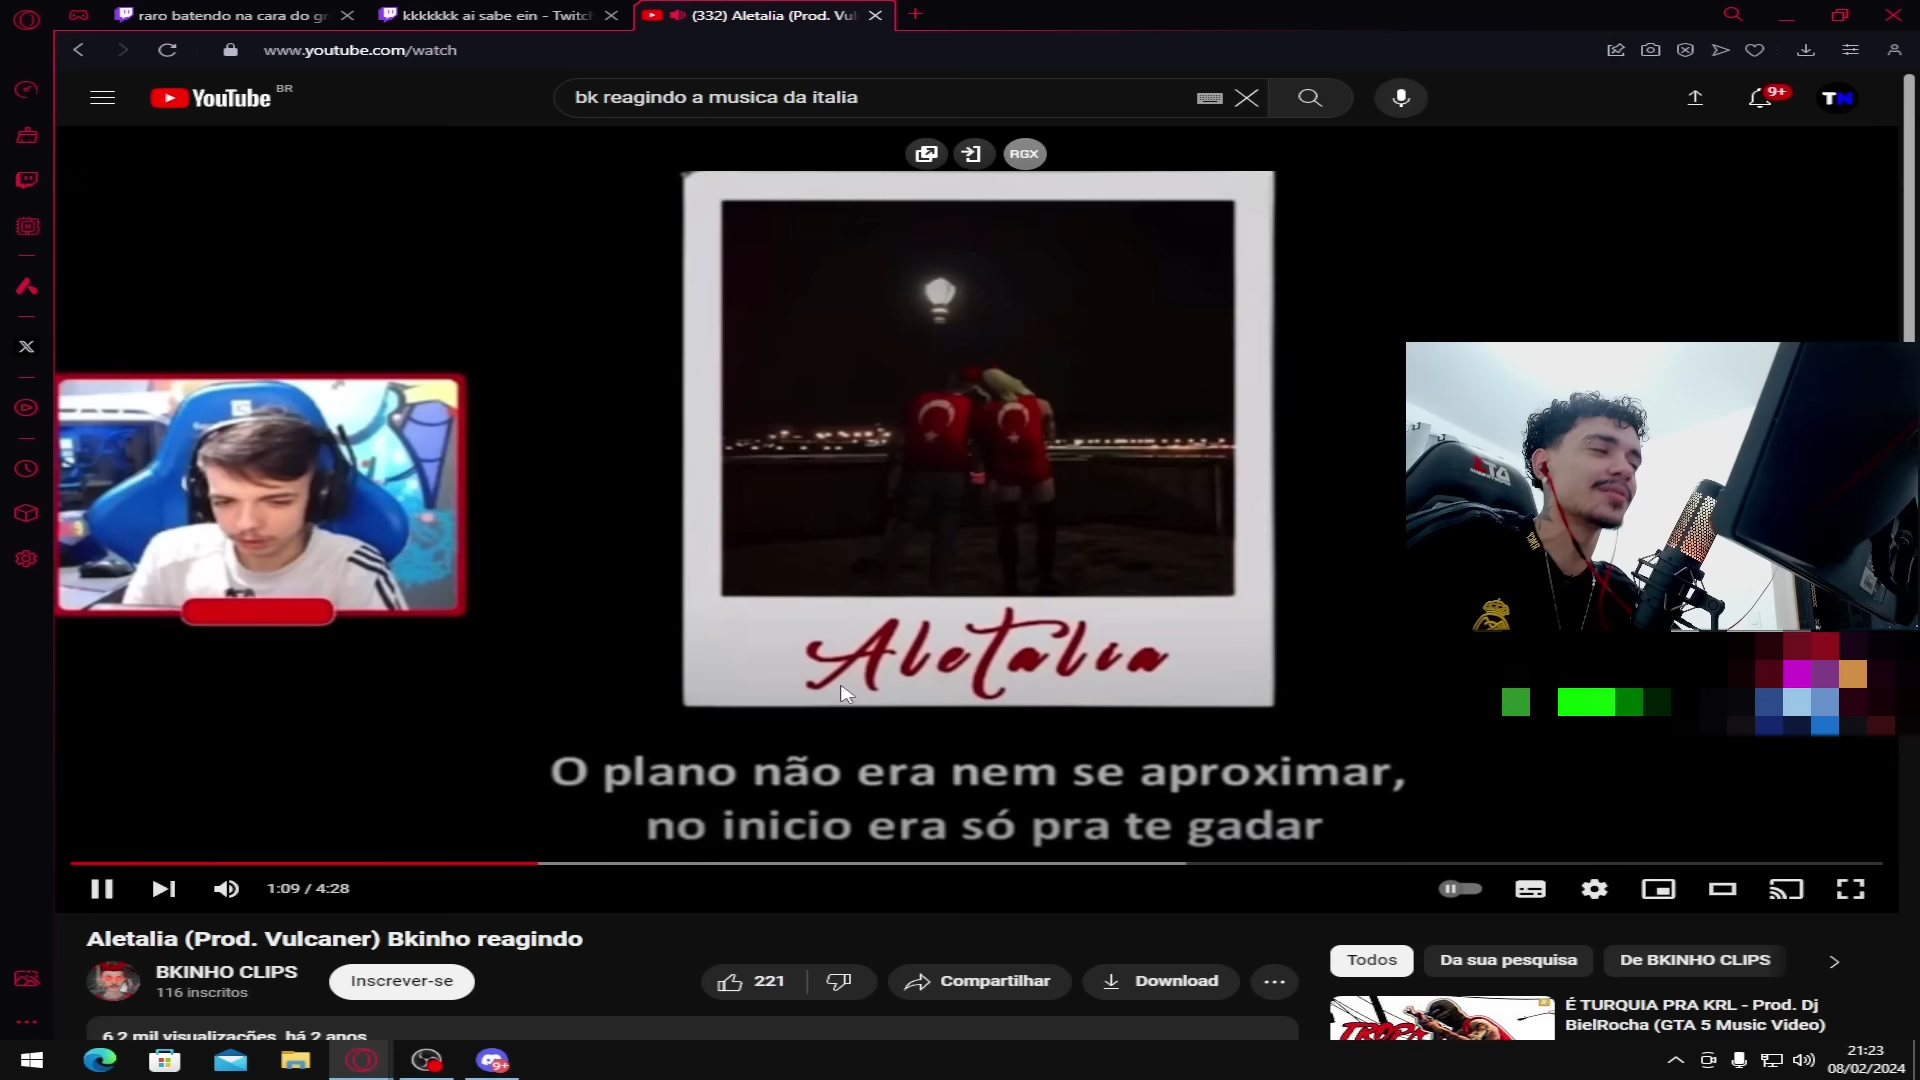 raro batendo na cara do gr
kkkkkkk ai sabe ein - Twitc
(332) Aletalia (Prod. Vul
www.youtube.com/watch
YouTube BR
bk reagindo a musica da italia
9+
TN
RGX
Aletalia
O plano não era nem se aproximar,
no inicio era só pra te gadar
1:09 / 4:28
Aletalia (Prod. Vulcaner) Bkinho reagindo
BKINHO CLIPS
116 inscritos
Inscrever-se
221
Compartilhar
Download
6,2 mil visualizações há 2 anos
Todos
Da sua pesquisa
De BKINHO CLIPS
É TURQUIA PRA KRL - Prod. Dj
BielRocha (GTA 5 Music Video)
TROPA
9+
21:23
08/02/2024